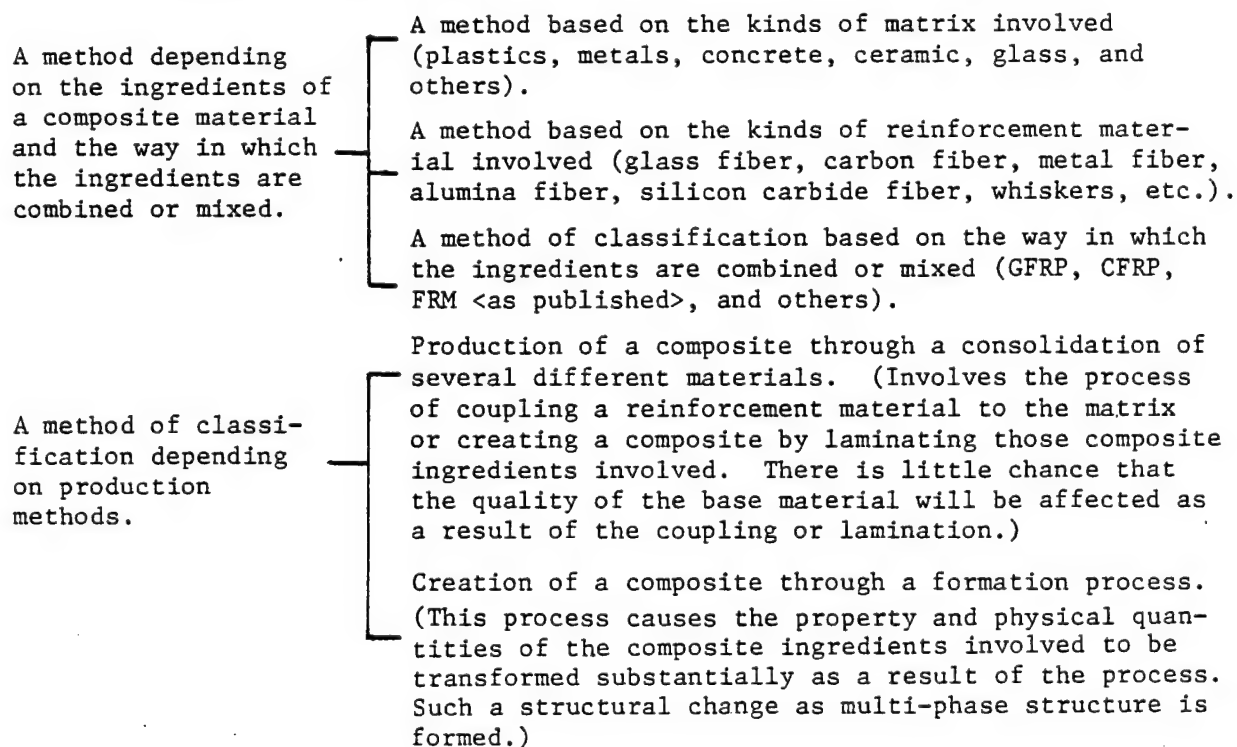 A method depending
on the ingredients of
a composite material
and the way in which
the ingredients are
combined or mixed.
A method based on the kinds of matrix involved
(plastics, metals, concrete, ceramic, glass, and
others).
A method based on the kinds of reinforcement mater-
ial involved (glass fiber, carbon fiber, metal fiber,
alumina fiber, silicon carbide fiber, whiskers, etc.).
A method of classification based on the way in which
the ingredients are combined or mixed (GFRP, CFRP,
FRM <as published>, and others).
A method of classi-
fication depending
on production
methods.
Production of a composite through a consolidation of
several different materials. (Involves the process
of coupling a reinforcement material to the matrix
or creating a composite by laminating those composite
ingredients involved. There is little chance that
the quality of the base material will be affected as
a result of the coupling or lamination.)
Creation of a composite through a formation process.
(This process causes the property and physical quan-
tities of the composite ingredients involved to be
transformed substantially as a result of the process.
Such a structural change as multi-phase structure is
formed.)